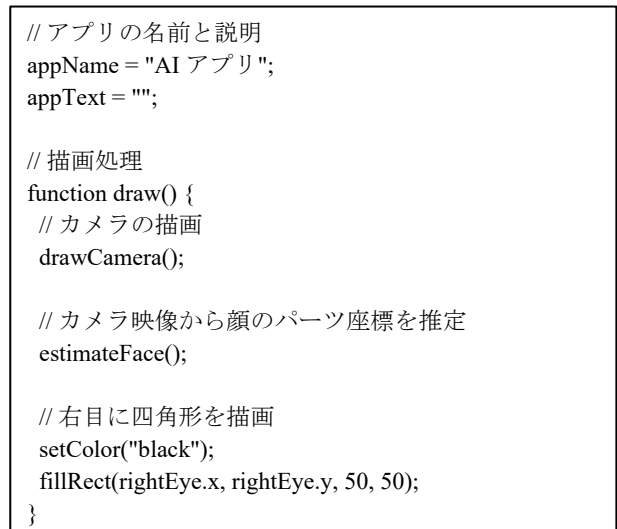 // アプリの名前と説明
appName = "AI アプリ";
appText = "";

// 描画処理
function draw() {
 // カメラの描画
 drawCamera();

 // カメラ映像から顔のパーツ座標を推定
 estimateFace();

 // 右目に四角形を描画
 setColor("black");
 fillRect(rightEye.x, rightEye.y, 50, 50);
}